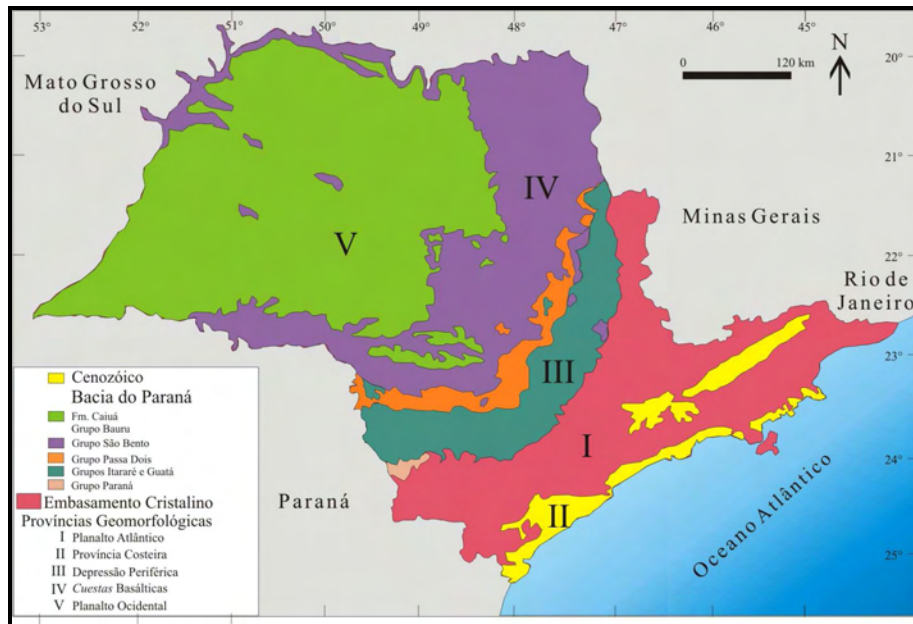 53° 52° 51° 50° 49° 48° 47° 46° 45°
N
Mato Grosso
do Sul
0 120 km
20°
21°
IV
Minas Gerais
V
22°
Rio de
Janeiro
23°
III
I
24°
Paraná
II
Oceano Atlântico
25°
Cenozóico
Bacia do Paraná
Fm. Caiuá
Grupo Bauru
Grupo São Bento
Grupo Passa Dois
Grupos Itararé e Guatá
Grupo Paraná
Embasamento Cristalino
Províncias Geomorfológicas
I Planalto Atlântico
II Província Costeira
III Depressão Periférica
IV Cuestas Basálticas
V Planalto Ocidental